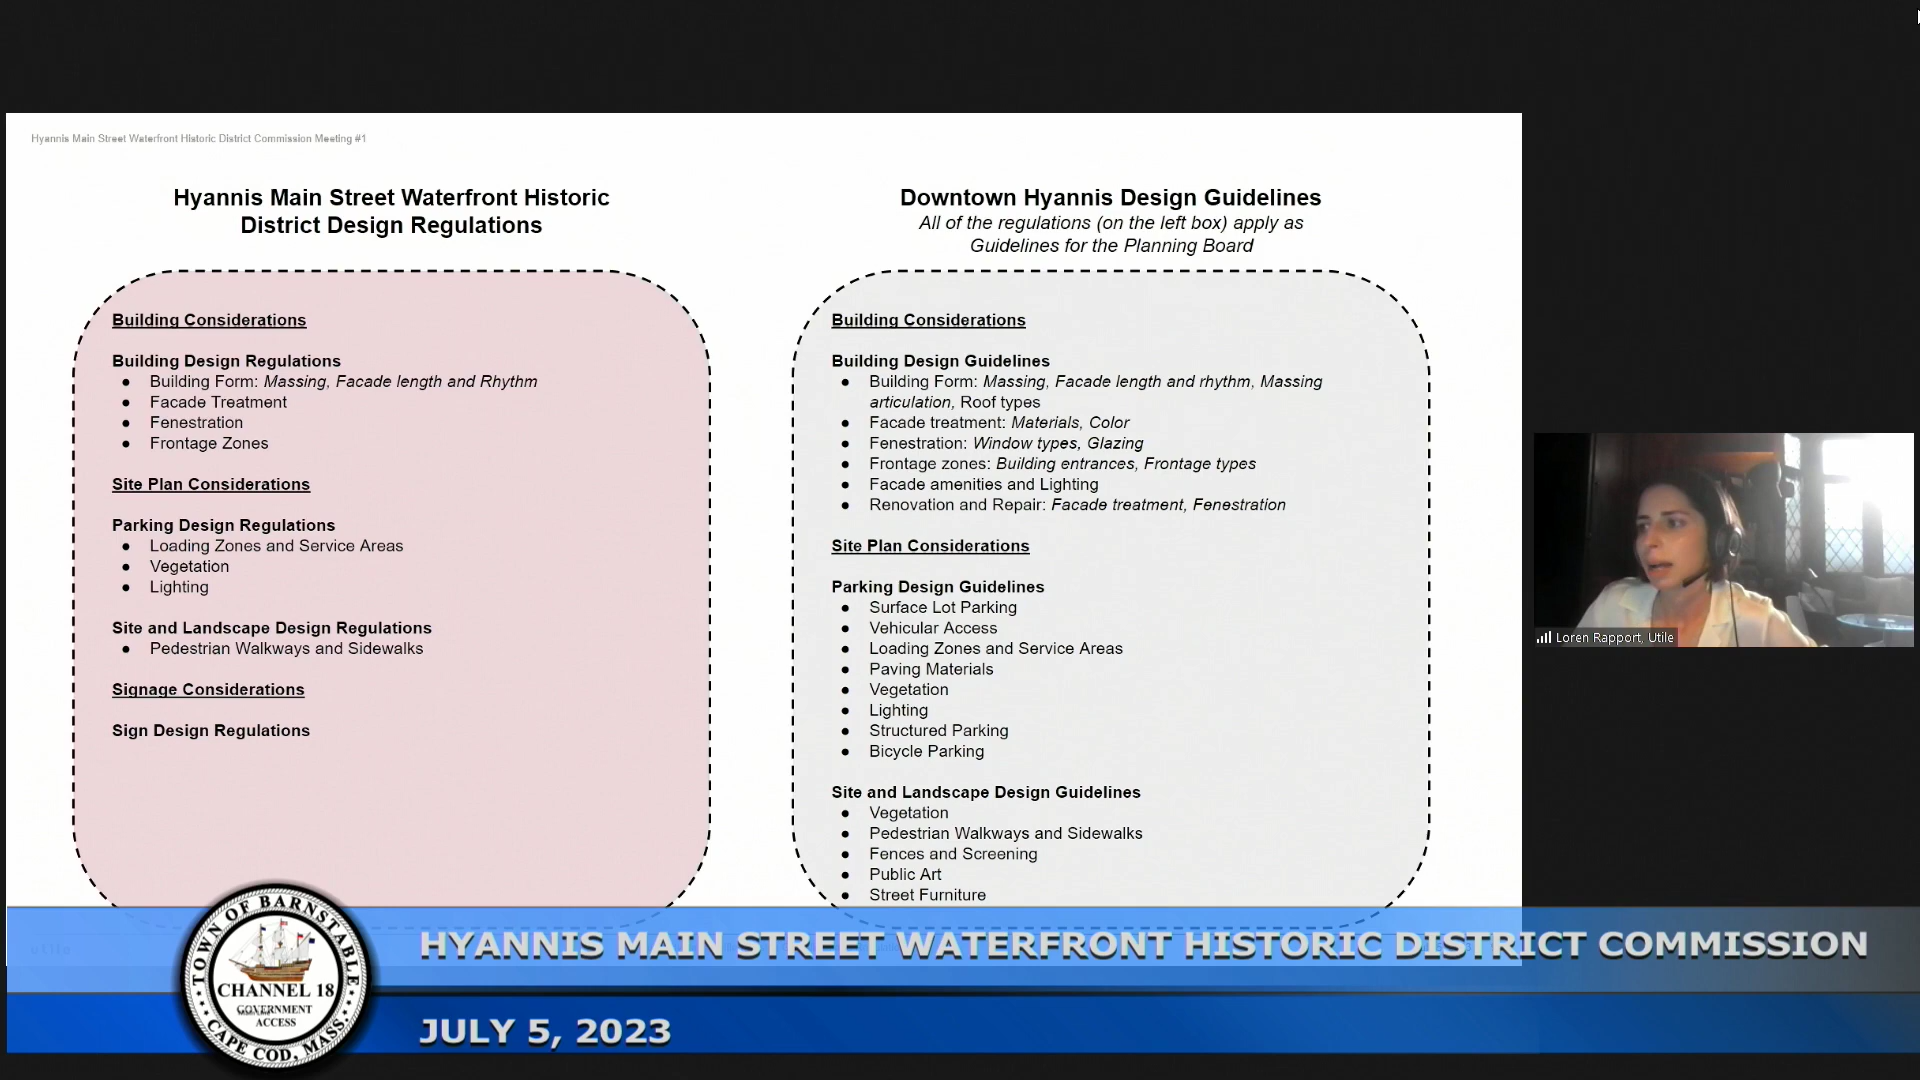 Hyannis Main Street Waterfront Historic District Commission Meeting #1
Hyannis Main Street Waterfront Historic
District Design Regulations
Building Considerations
Building Design Regulations
● Building Form: Massing, Facade length and Rhythm
● Facade Treatment
● Fenestration
● Frontage Zones
Site Plan Considerations
Parking Design Regulations
● Loading Zones and Service Areas
● Vegetation
● Lighting
Site and Landscape Design Regulations
● Pedestrian Walkways and Sidewalks
Signage Considerations
Sign Design Regulations
Downtown Hyannis Design Guidelines
All of the regulations (on the left box) apply as
Guidelines for the Planning Board
Building Considerations
Building Design Guidelines
● Building Form: Massing, Facade length and rhythm, Massing
articulation, Roof types
● Facade treatment: Materials, Color
● Fenestration: Window types, Glazing
● Frontage zones: Building entrances, Frontage types
● Facade amenities and Lighting
● Renovation and Repair: Facade treatment, Fenestration
Site Plan Considerations
Parking Design Guidelines
● Surface Lot Parking
● Vehicular Access
● Loading Zones and Service Areas
● Paving Materials
● Vegetation
● Lighting
● Structured Parking
● Bicycle Parking
Site and Landscape Design Guidelines
● Vegetation
● Pedestrian Walkways and Sidewalks
● Fences and Screening
● Public Art
● Street Furniture
Loren Rapport, Utile
utile
TOWN OF BARNSTABLE
CHANNEL 18
GOVERNMENT
ACCESS
CAPE COD, MASS.
HYANNIS MAIN STREET WATERFRONT HISTORIC DISTRICT COMMISSION
JULY 5, 2023